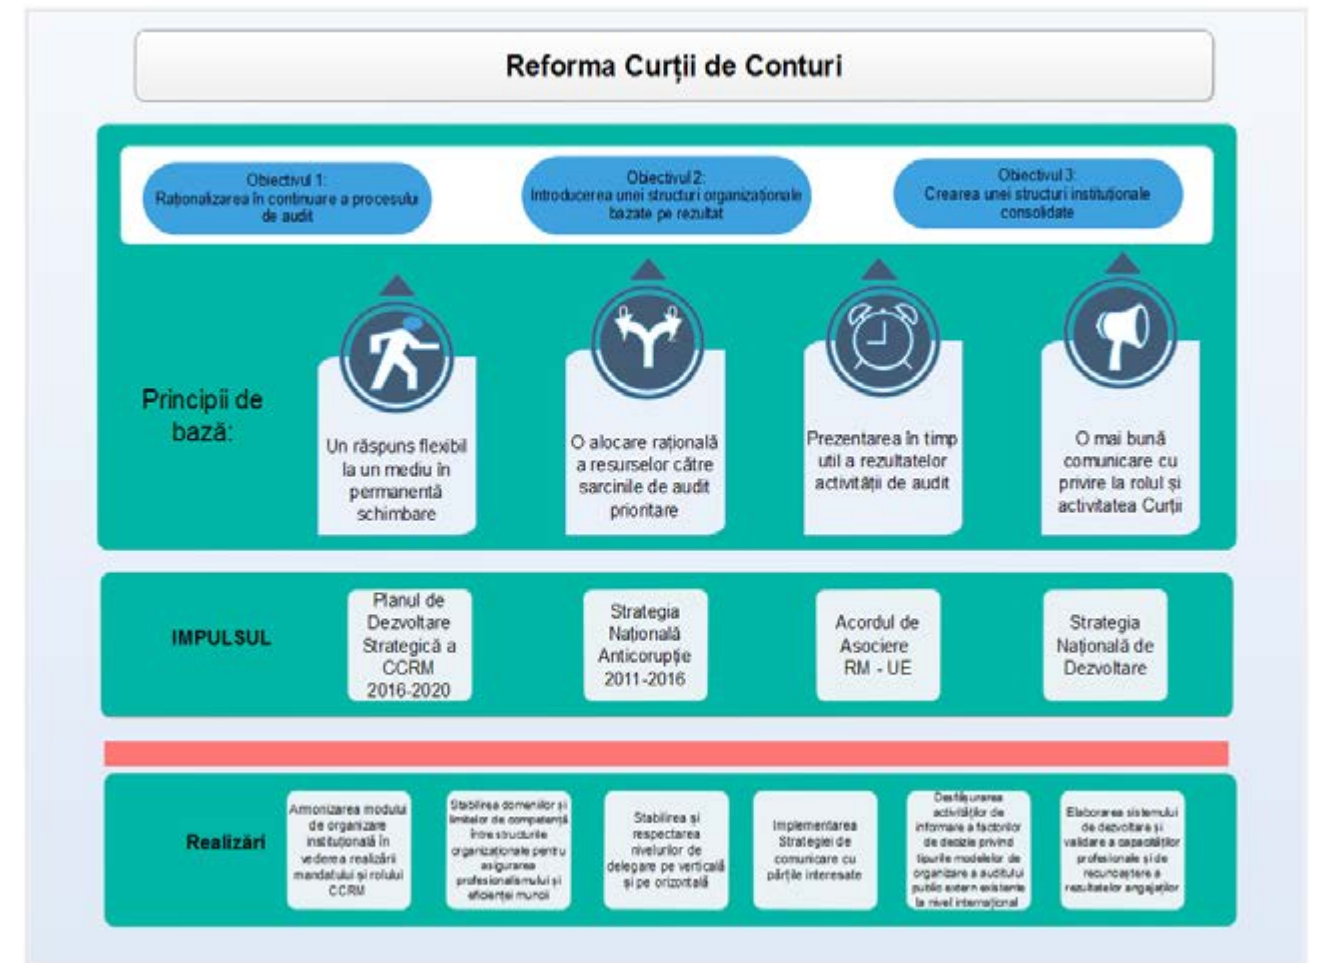 Reforma Curții de Conturi
Obiectivul 1:
Raționalizarea în continuare a procesului
de audit
Obiectivul 2:
Introducerea unei structuri organizaționale
bazate pe rezultat
Obiectivul 3:
Crearea unei structuri instituționale
consolidate
Principii de
bază:
Un răspuns flexibil
la un mediu în
permanentă
schimbare
O alocare rațională
a resurselor către
sarcinile de audit
prioritare
Prezentarea în timp
util a rezultatelor
activității de audit
O mai bună
comunicare cu
privire la rolul și
activitatea Curții
IMPULSUL
Planul de
Dezvoltare
Strategică a
CCRM
2016-2020
Strategia
Națională
Anticorupție
2011-2016
Acordul de
Asociere
RM - UE
Strategia
Națională de
Dezvoltare
Realizări
Armonizarea modului
de organizare
instituțională în
vederea realizării
mandatului și rolului
CCRM
Stabilirea domeniilor și
limitelor de competență
între structurile
organizaționale pentru
asigurarea
profesionalismului și
eficienței muncii
Stabilirea și
respectarea
nivelurilor de
delegare pe verticală
și pe orizontală
Implementarea
Strategiei de
comunicare cu
părțile interesate
Desfășurarea
activităților de
informare a factorilor
de decizie privind
tipurile modelelor de
organizare a auditului
public extern existente
la nivel internațional
Elaborarea sistemului
de dezvoltare și
validare a capacităților
profesionale și de
recunoaștere a
rezultatelor angajaților